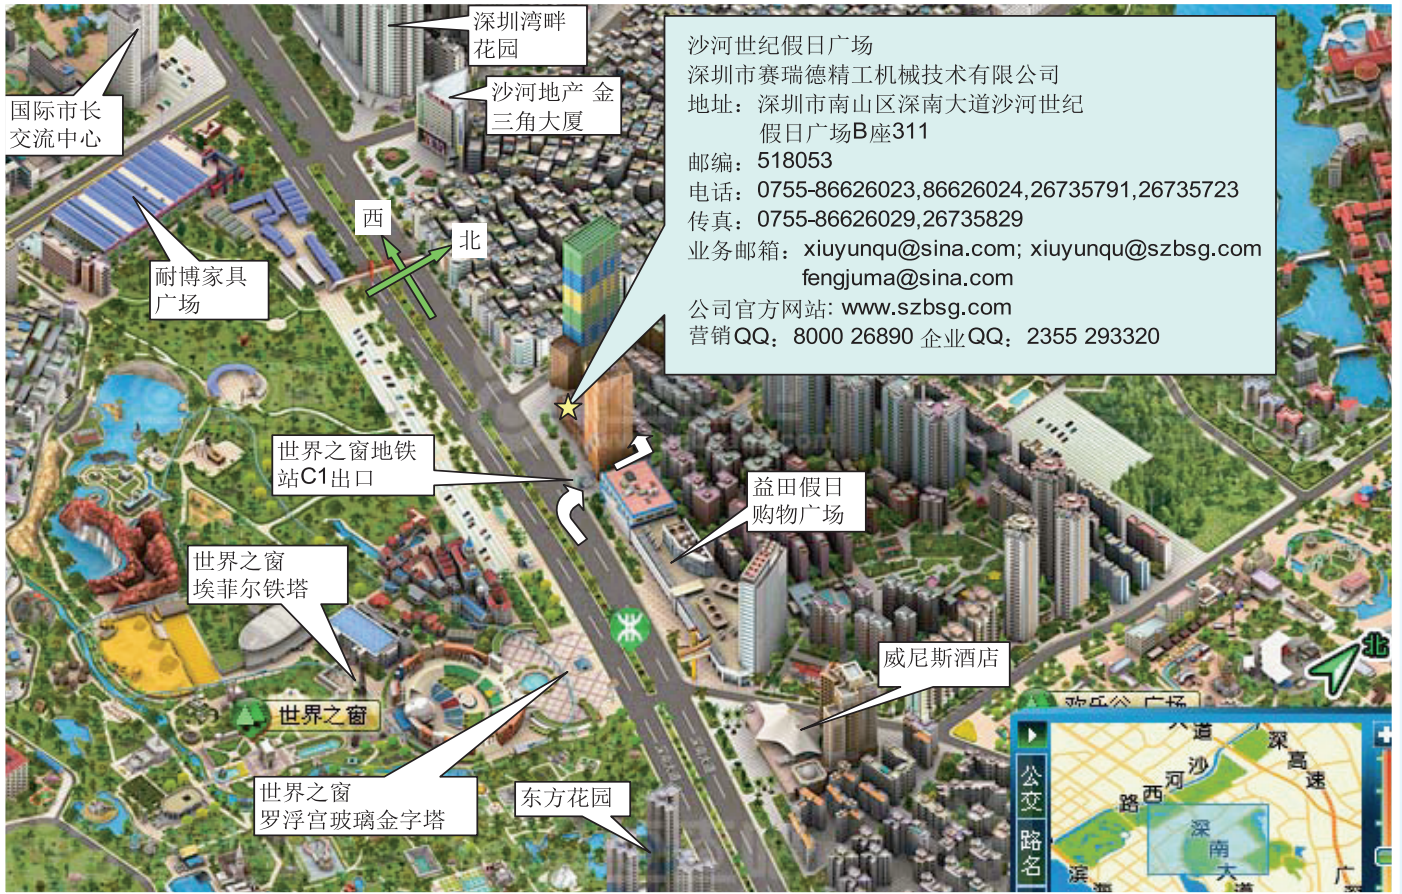 深圳湾畔
花园
国际市长
交流中心
沙河地产 金
三角大厦
沙河世纪假日广场
深圳市赛瑞德精工机械技术有限公司
地址：深圳市南山区深南大道沙河世纪
假日广场B座311
邮编：518053
电话：0755-86626023,86626024,26735791,26735723
传真：0755-86626029,26735829
业务邮箱：xiuyunqu@sina.com; xiuyunqu@szbsg.com
fengjuma@sina.com
公司官方网站: www.szbsg.com
营销QQ：8000 26890 企业QQ：2355 293320
西
北
耐博家具
广场
世界之窗地铁
站C1出口
益田假日
购物广场
世界之窗
埃菲尔铁塔
威尼斯酒店
北
世界之窗
欢乐谷 广场
世界之窗
罗浮宫玻璃金字塔
东方花园
公交
路名
大道
深
高
速
沙
河
西
路
深
南
大
道
滨
海
广